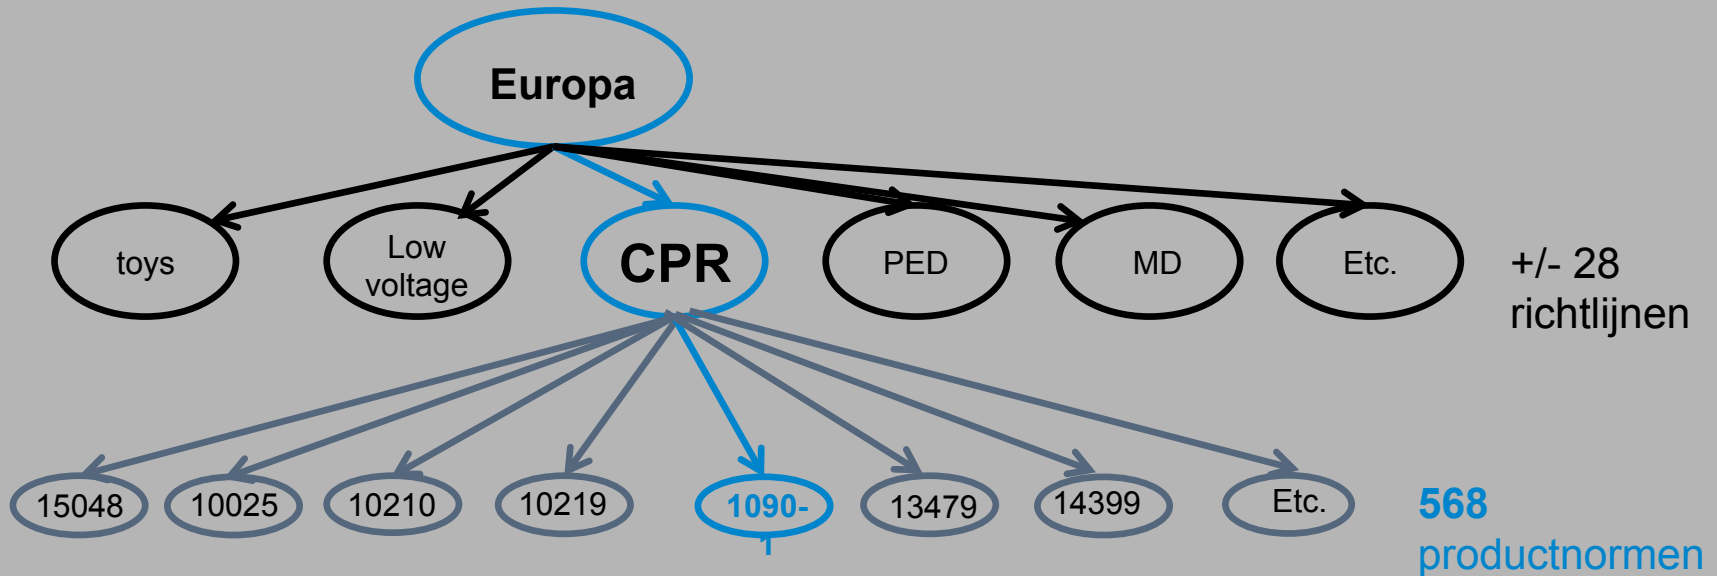 Europa
toys
Low
voltage
CPR
PED
MD
Etc.
+/- 28
richtlijnen
15048
10025
10210
10219
1090-
1
13479
14399
Etc.
568
productnormen